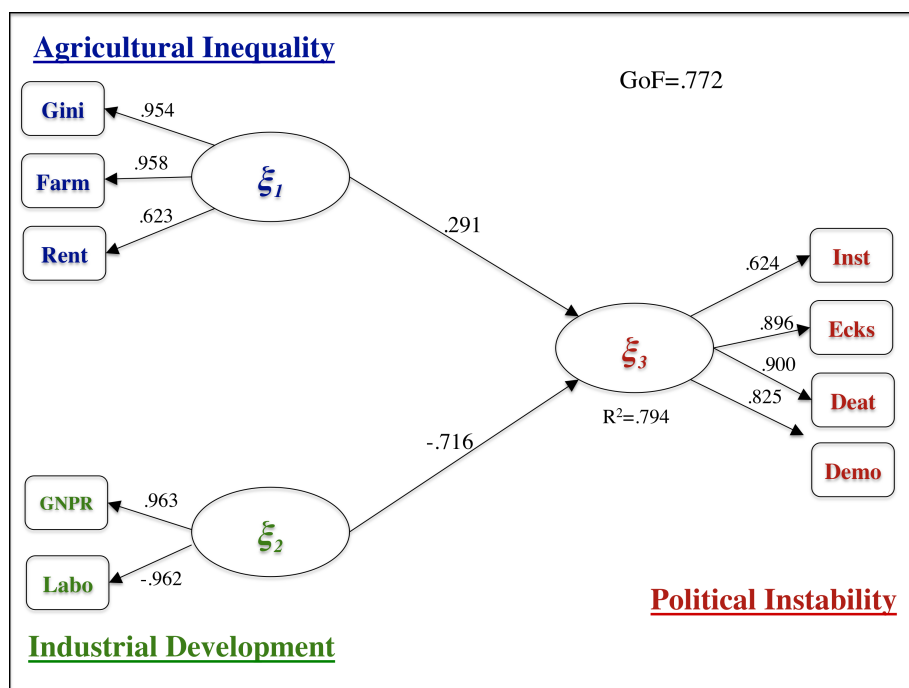 Agricultural Inequality
GoF=.772
Gini
.954
Farm
.958
ξ1
Rent
.623
.291
Inst
.624
Ecks
.896
ξ3
.900
Deat
.825
R²=.794
Demo
-.716
GNPR
.963
ξ2
Labo
-.962
Political Instability
Industrial Development